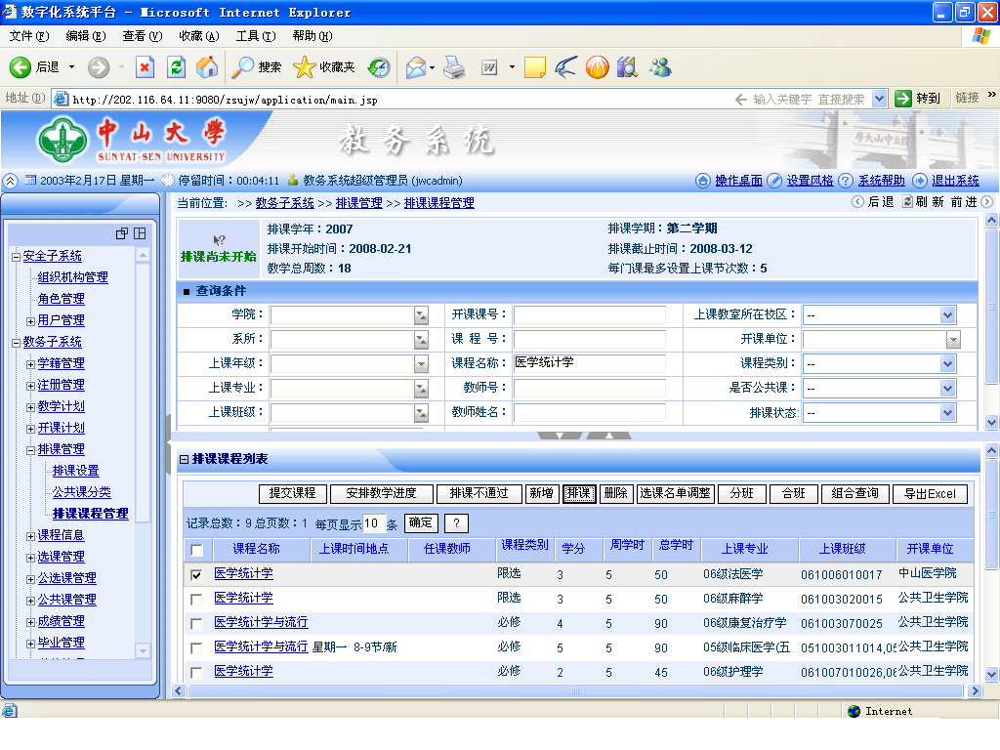 数字化系统平台 - Microsoft Internet Explorer
文件(F) 编辑(E) 查看(V) 收藏(A) 工具(T) 帮助(H)
后退 搜索 收藏夹
地址(D) http://202.116.64.11:9080/zsujw/application/main.jsp 输入关键字 直接搜索 转到 链接 »
中山大学 教务系统
SUN YAT-SEN UNIVERSITY
2003年2月17日 星期一 停留时间：00:04:11 教务系统超级管理员 (jwcadmin) 操作桌面 设置风格 系统帮助 退出系统
当前位置： >> 教务子系统 >> 排课管理 >> 排课课程管理 后退 刷新 前进
安全子系统
组织机构管理
角色管理
用户管理
教务子系统
学籍管理
注册管理
教学计划
开课计划
排课管理
排课设置
公共课分类
排课课程管理
课程信息
选课管理
公选课管理
公共课管理
成绩管理
毕业管理
排课尚未开始
排课学年：2007 排课学期：第二学期
排课开始时间：2008-02-21 排课截止时间：2008-03-12
教学总周数：18 每门课最多设置上课节次数：5
■ 查询条件
学院： 开课课号： 上课教室所在校区： --
系所： 课 程 号： 开课单位：
上课年级： 课程名称： 医学统计学 课程类别： --
上课专业： 教师号： 是否公共课： --
上课班级： 教师姓名： 排课状态: --
排课课程列表
提交课程 安排教学进度 排课不通过 新增 排课 删除 选课名单调整 分班 合班 组合查询 导出Excel
记录总数：9 总页数：1 每页显示 10 条 确定 ?
课程名称 上课时间地点 任课教师 课程类别 学分 周学时 总学时 上课专业 上课班级 开课单位
医学统计学 限选 3 5 50 06级法医学 061006010017 中山医学院
医学统计学 限选 3 5 50 06级麻醉学 061003020015 公共卫生学院
医学统计学与流行 必修 4 5 90 06级康复治疗学 061003070025 公共卫生学院
医学统计学与流行 星期一 8-9节/新 必修 5 5 90 05级临床医学(五 051003011014,05 公共卫生学院
医学统计学 必修 2 5 45 06级护理学 061007010026,06 公共卫生学院
Internet